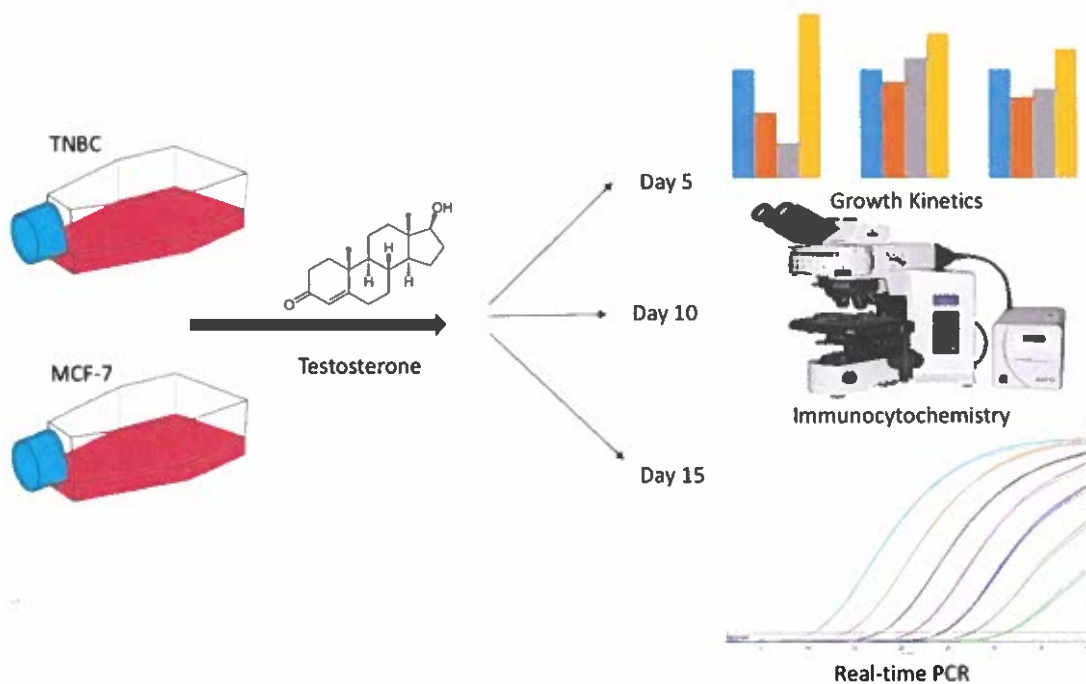 TNBC
MCF-7
OH
H
H
H
H
O
Testosterone
Day 5
Day 10
Day 15
Growth Kinetics
Immunocytochemistry
Real-time PCR